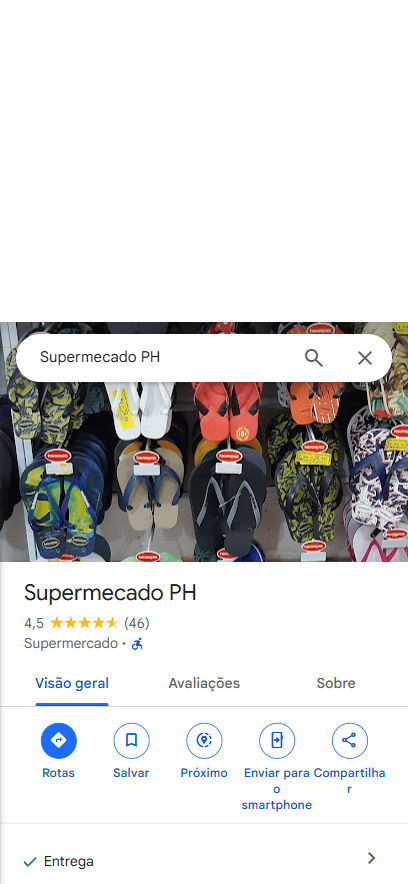 Supermecado PH
Supermecado PH
4,5 (46)
Supermercado ·
Visão geral Avaliações Sobre
Rotas Salvar Próximo Enviar para o smartphone Compartilhar
Entrega